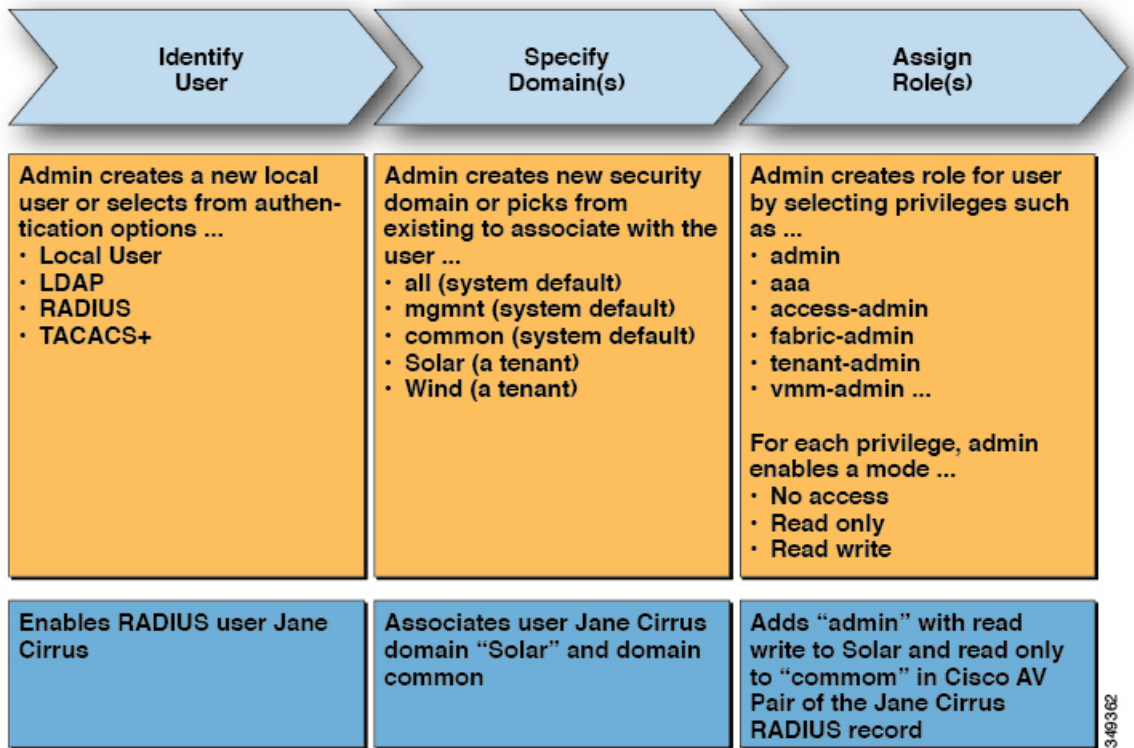 Identify
User
Specify
Domain(s)
Assign
Role(s)
Admin creates a new local
user or selects from authen-
tication options ...
• Local User
• LDAP
• RADIUS
• TACACS+
Admin creates new security
domain or picks from
existing to associate with the
user ...
• all (system default)
• mgmnt (system default)
• common (system default)
• Solar (a tenant)
• Wind (a tenant)
Admin creates role for user
by selecting privileges such
as ...
• admin
• aaa
• access-admin
• fabric-admin
• tenant-admin
• vmm-admin ...
For each privilege, admin
enables a mode ...
• No access
• Read only
• Read write
Enables RADIUS user Jane
Cirrus
Associates user Jane Cirrus
domain “Solar” and domain
common
Adds “admin” with read
write to Solar and read only
to “commom” in Cisco AV
Pair of the Jane Cirrus
RADIUS record
349362